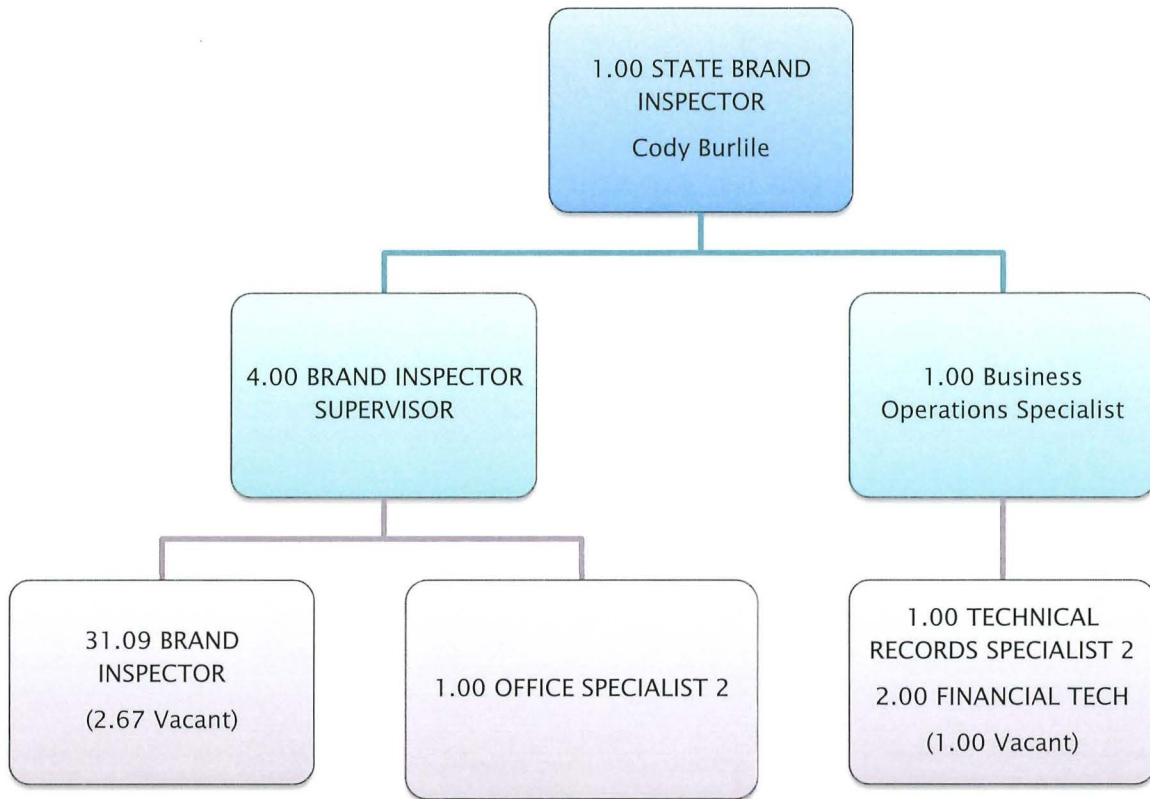 1.00 STATE BRAND
INSPECTOR
Cody Burlile
4.00 BRAND INSPECTOR
SUPERVISOR
1.00 Business
Operations Specialist
31.09 BRAND
INSPECTOR
(2.67 Vacant)
1.00 OFFICE SPECIALIST 2
1.00 TECHNICAL
RECORDS SPECIALIST 2
2.00 FINANCIAL TECH
(1.00 Vacant)